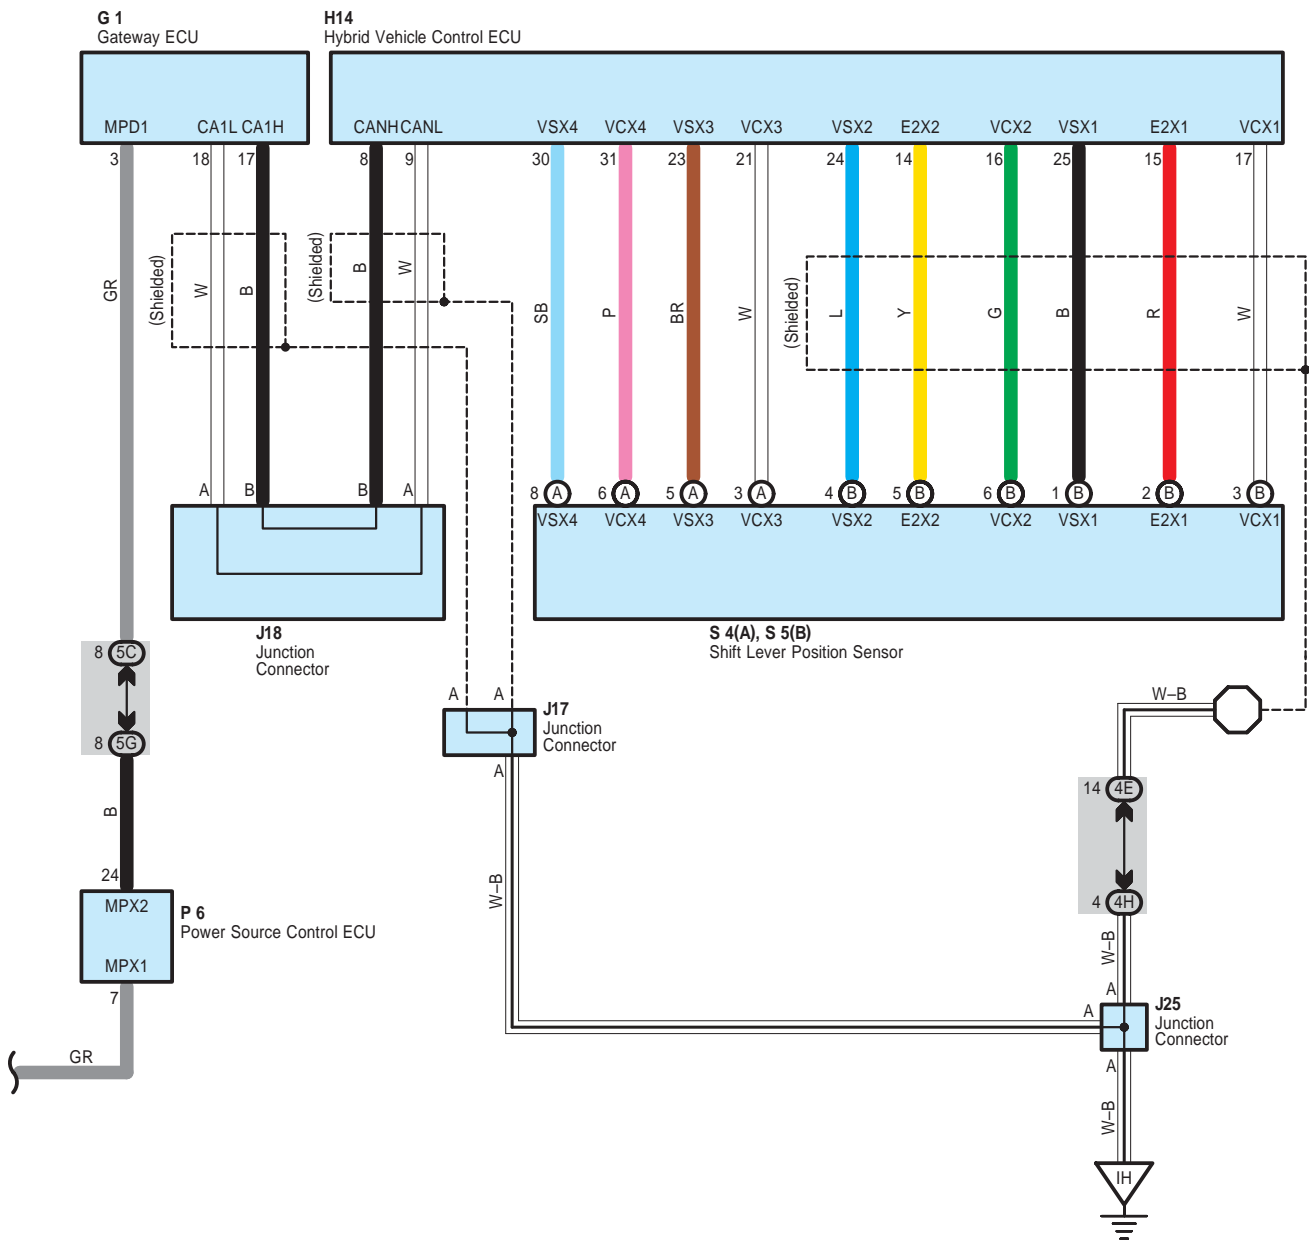 G 1
Gateway ECU
H14
Hybrid Vehicle Control ECU
MPD1 CA1L CA1H
CANH CANL VSX4 VCX4 VSX3 VCX3 VSX2 E2X2 VCX2 VSX1 E2X1 VCX1
3 18 17 8 9 30 31 23 21 24 14 16 25 15 17
(Shielded)
(Shielded)
(Shielded)
GR W B B W SB P BR W L Y G B R W
A B B A
8 A 6 A 5 A 3 A 4 B 5 B 6 B 1 B 2 B 3 B
VSX4 VCX4 VSX3 VCX3 VSX2 E2X2 VCX2 VSX1 E2X1 VCX1
J18
Junction
Connector
S 4(A), S 5(B)
Shift Lever Position Sensor
8 5C
8 5G
A A
J17
Junction
Connector
A
W–B
W–B
14 4E
4 4H
B
24
MPX2
P 6
Power Source Control ECU
MPX1
7
GR
W–B
A
A
J25
Junction
Connector
A
W–B
IH